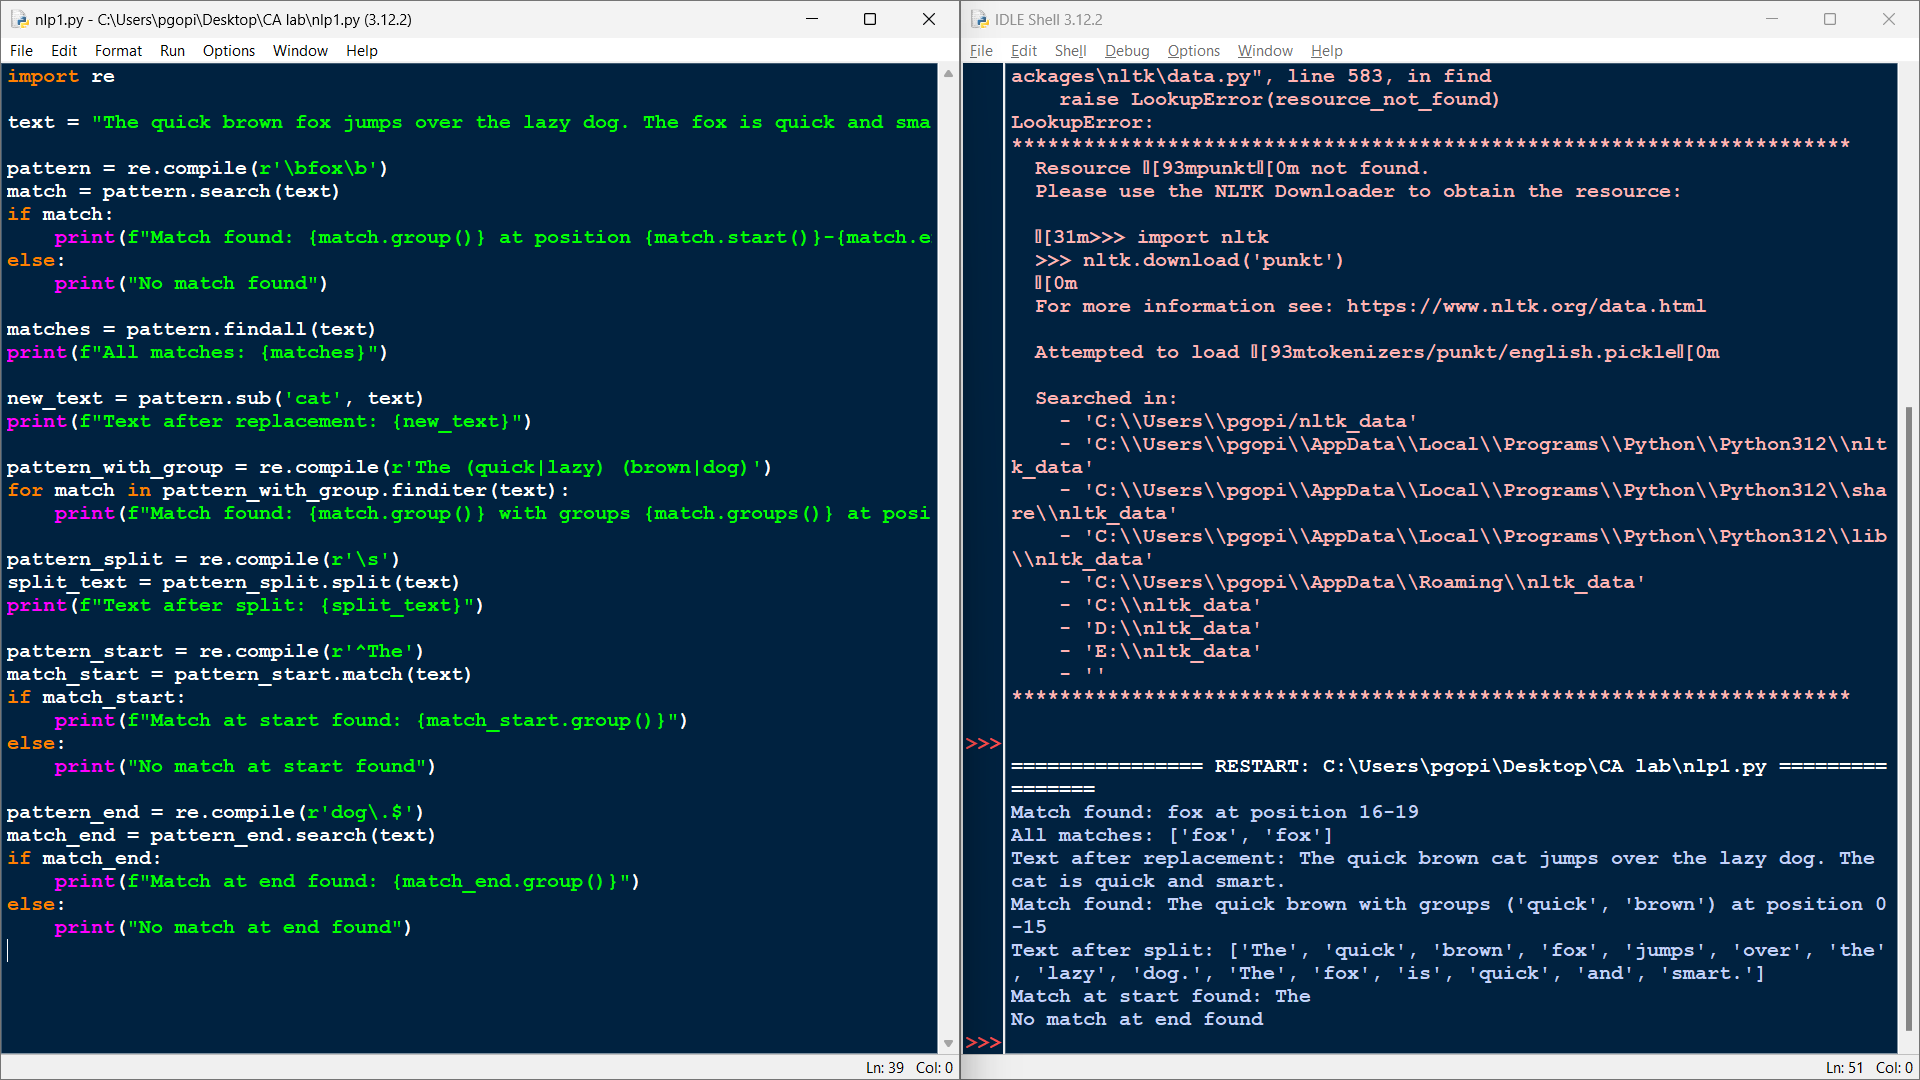 nlp1.py - C:\Users\pgopi\Desktop\CA lab\nlp1.py (3.12.2)
File Edit Format Run Options Window Help
import re
text = "The quick brown fox jumps over the lazy dog. The fox is quick and sma
pattern = re.compile(r'\bfox\b')
match = pattern.search(text)
if match:
    print(f"Match found: {match.group()} at position {match.start()}-{match.e
else:
    print("No match found")
matches = pattern.findall(text)
print(f"All matches: {matches}")
new_text = pattern.sub('cat', text)
print(f"Text after replacement: {new_text}")
pattern_with_group = re.compile(r'The (quick|lazy) (brown|dog)')
for match in pattern_with_group.finditer(text):
    print(f"Match found: {match.group()} with groups {match.groups()} at posi
pattern_split = re.compile(r'\s')
split_text = pattern_split.split(text)
print(f"Text after split: {split_text}")
pattern_start = re.compile(r'^The')
match_start = pattern_start.match(text)
if match_start:
    print(f"Match at start found: {match_start.group()}")
else:
    print("No match at start found")
pattern_end = re.compile(r'dog\.$')
match_end = pattern_end.search(text)
if match_end:
    print(f"Match at end found: {match_end.group()}")
else:
    print("No match at end found")
Ln: 39 Col: 0
IDLE Shell 3.12.2
File Edit Shell Debug Options Window Help
ackages\nltk\data.py", line 583, in find
    raise LookupError(resource_not_found)
LookupError:
**********************************************************************
  Resource [93mpunkt[0m not found.
  Please use the NLTK Downloader to obtain the resource:
  [31m>>> import nltk
  >>> nltk.download('punkt')
  [0m
  For more information see: https://www.nltk.org/data.html
  Attempted to load [93mtokenizers/punkt/english.pickle[0m
  Searched in:
    - 'C:\\Users\\pgopi/nltk_data'
    - 'C:\\Users\\pgopi\\AppData\\Local\\Programs\\Python\\Python312\\nlt
k_data'
    - 'C:\\Users\\pgopi\\AppData\\Local\\Programs\\Python\\Python312\\sha
re\\nltk_data'
    - 'C:\\Users\\pgopi\\AppData\\Local\\Programs\\Python\\Python312\\lib
\\nltk_data'
    - 'C:\\Users\\pgopi\\AppData\\Roaming\\nltk_data'
    - 'C:\\nltk_data'
    - 'D:\\nltk_data'
    - 'E:\\nltk_data'
    - ''
**********************************************************************
>>>
================ RESTART: C:\Users\pgopi\Desktop\CA lab\nlp1.py =========
=======
Match found: fox at position 16-19
All matches: ['fox', 'fox']
Text after replacement: The quick brown cat jumps over the lazy dog. The
cat is quick and smart.
Match found: The quick brown with groups ('quick', 'brown') at position 0
-15
Text after split: ['The', 'quick', 'brown', 'fox', 'jumps', 'over', 'the'
, 'lazy', 'dog.', 'The', 'fox', 'is', 'quick', 'and', 'smart.']
Match at start found: The
No match at end found
>>>
Ln: 51 Col: 0